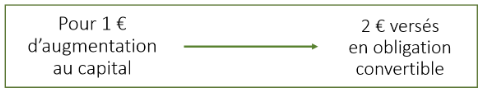 Pour 1 €
d'augmentation
au capital
2 € versés
en obligation
convertible